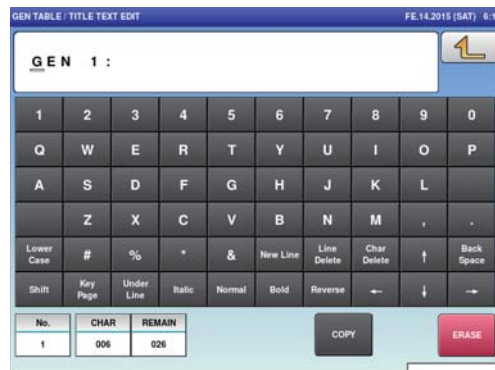 GEN TABLE / TITLE TEXT EDIT FE.14.2015 (SAT) 6:1
GEN 1 :
1 2 3 4 5 6 7 8 9 0
Q W E R T Y U I O P
A S D F G H J K L
Z X C V B N M , .
Lower Case # % * & New Line Line Delete Char Delete ↑ Back Space
Shift Key Page Under Line Italic Normal Bold Reverse ← ↓ →
No. CHAR REMAIN
1 006 026
COPY ERASE